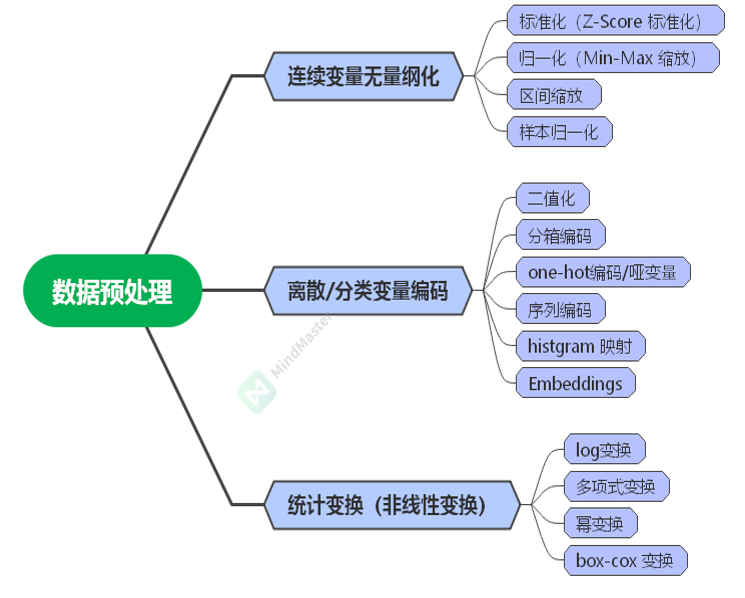 数据预处理
连续变量无量纲化
标准化（Z-Score 标准化）
归一化（Min-Max 缩放）
区间缩放
样本归一化
离散/分类变量编码
二值化
分箱编码
one-hot编码/哑变量
序列编码
histgram 映射
Embeddings
统计变换（非线性变换）
log变换
多项式变换
幂变换
box-cox 变换
MindMaster